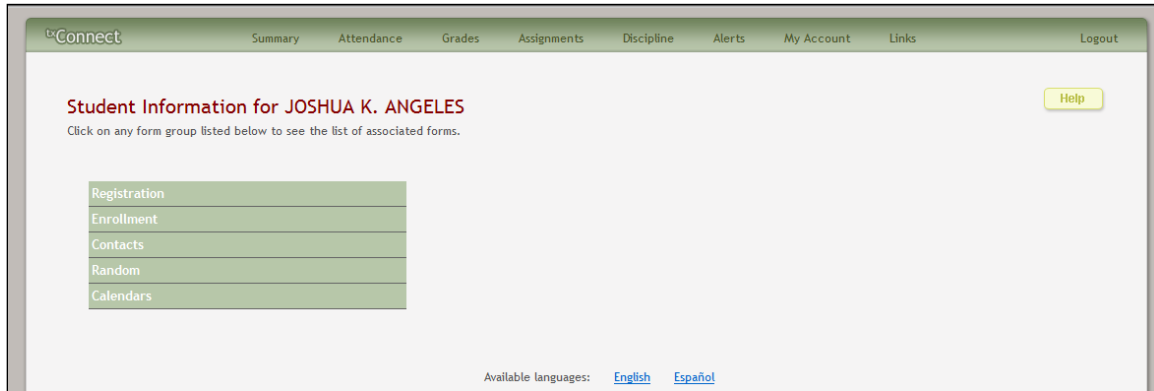 txConnect Summary Attendance Grades Assignments Discipline Alerts My Account Links Logout
Student Information for JOSHUA K. ANGELES Help
Click on any form group listed below to see the list of associated forms.
Registration
Enrollment
Contacts
Random
Calendars
Available languages: English Español